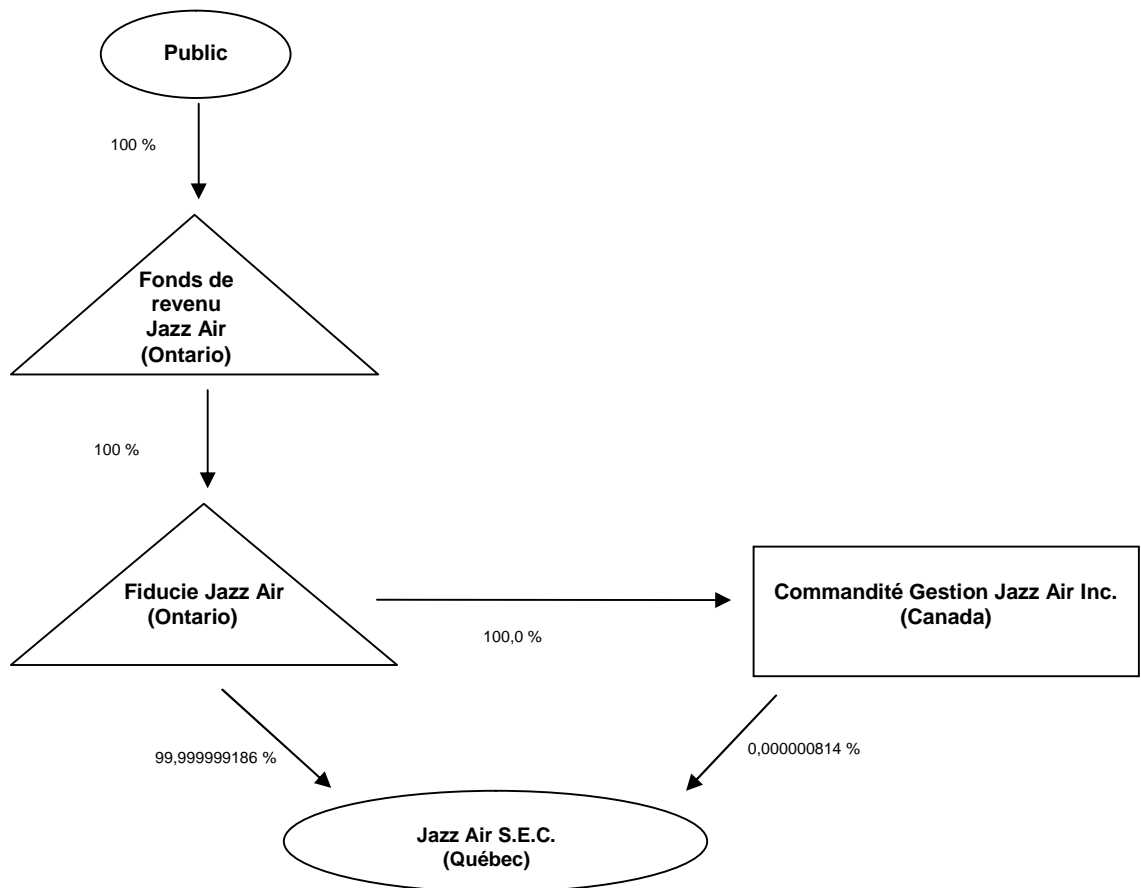 Public
100 %
Fonds de
revenu
Jazz Air
(Ontario)
100 %
Fiducie Jazz Air
(Ontario)
100,0 %
Commandité Gestion Jazz Air Inc.
(Canada)
99,999999186 %
0,000000814 %
Jazz Air S.E.C.
(Québec)